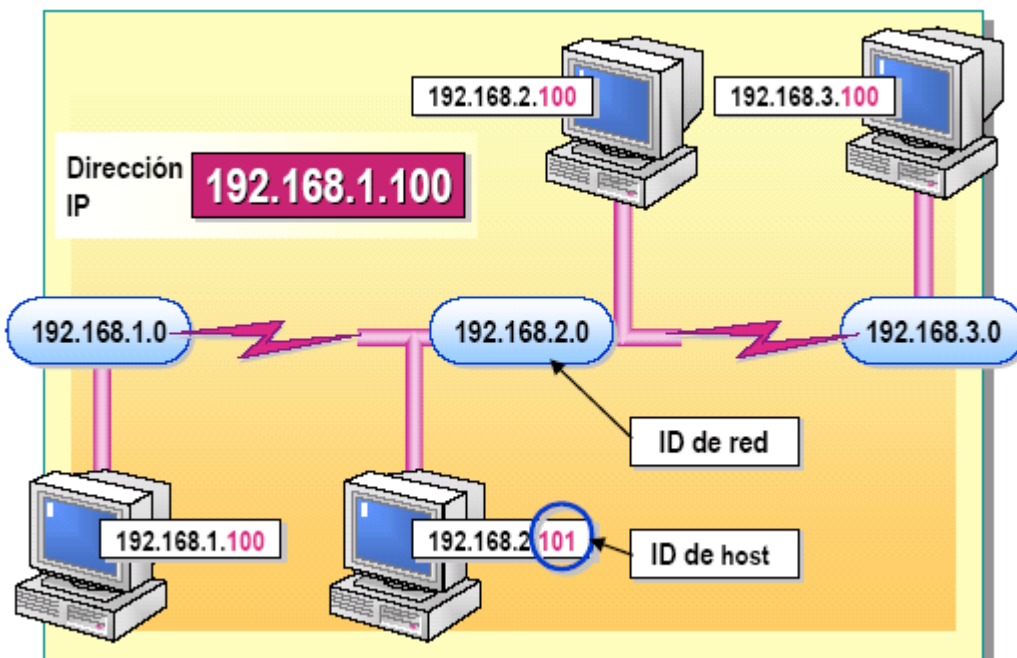 192.168.2.100
192.168.3.100
Dirección
IP
192.168.1.100
192.168.1.0
192.168.2.0
192.168.3.0
ID de red
192.168.1.100
192.168.2.101
ID de host